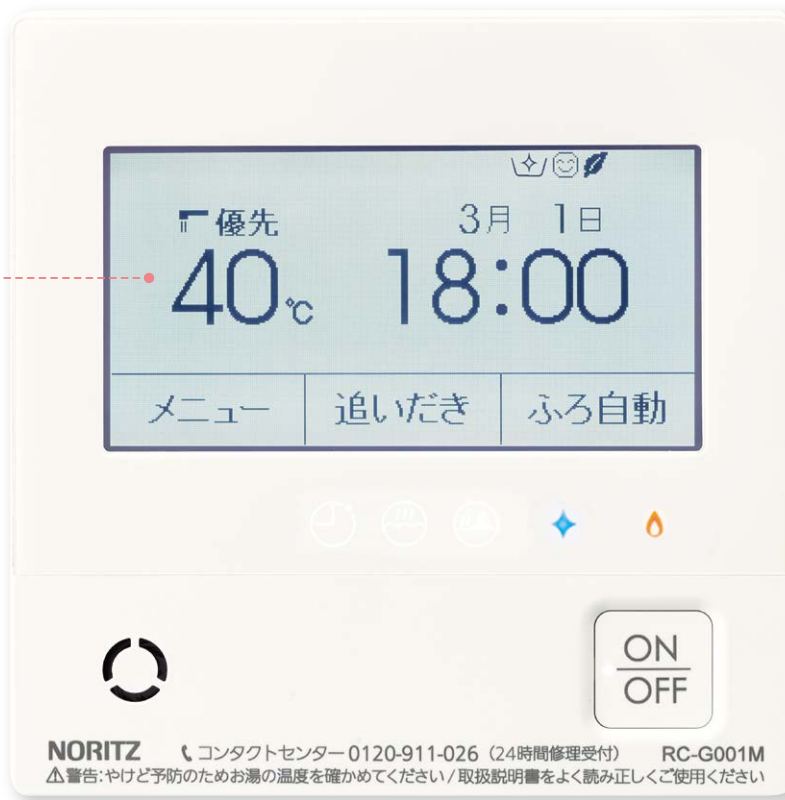 優先
3月 1日
40℃
18:00
メニュー 追いだき ふろ自動
ON
OFF
NORITZ コンタクトセンター 0120-911-026(24時間修理受付) RC-G001M
警告:やけど予防のためお湯の温度を確かめてください/取扱説明書をよく読み正しくご使用ください